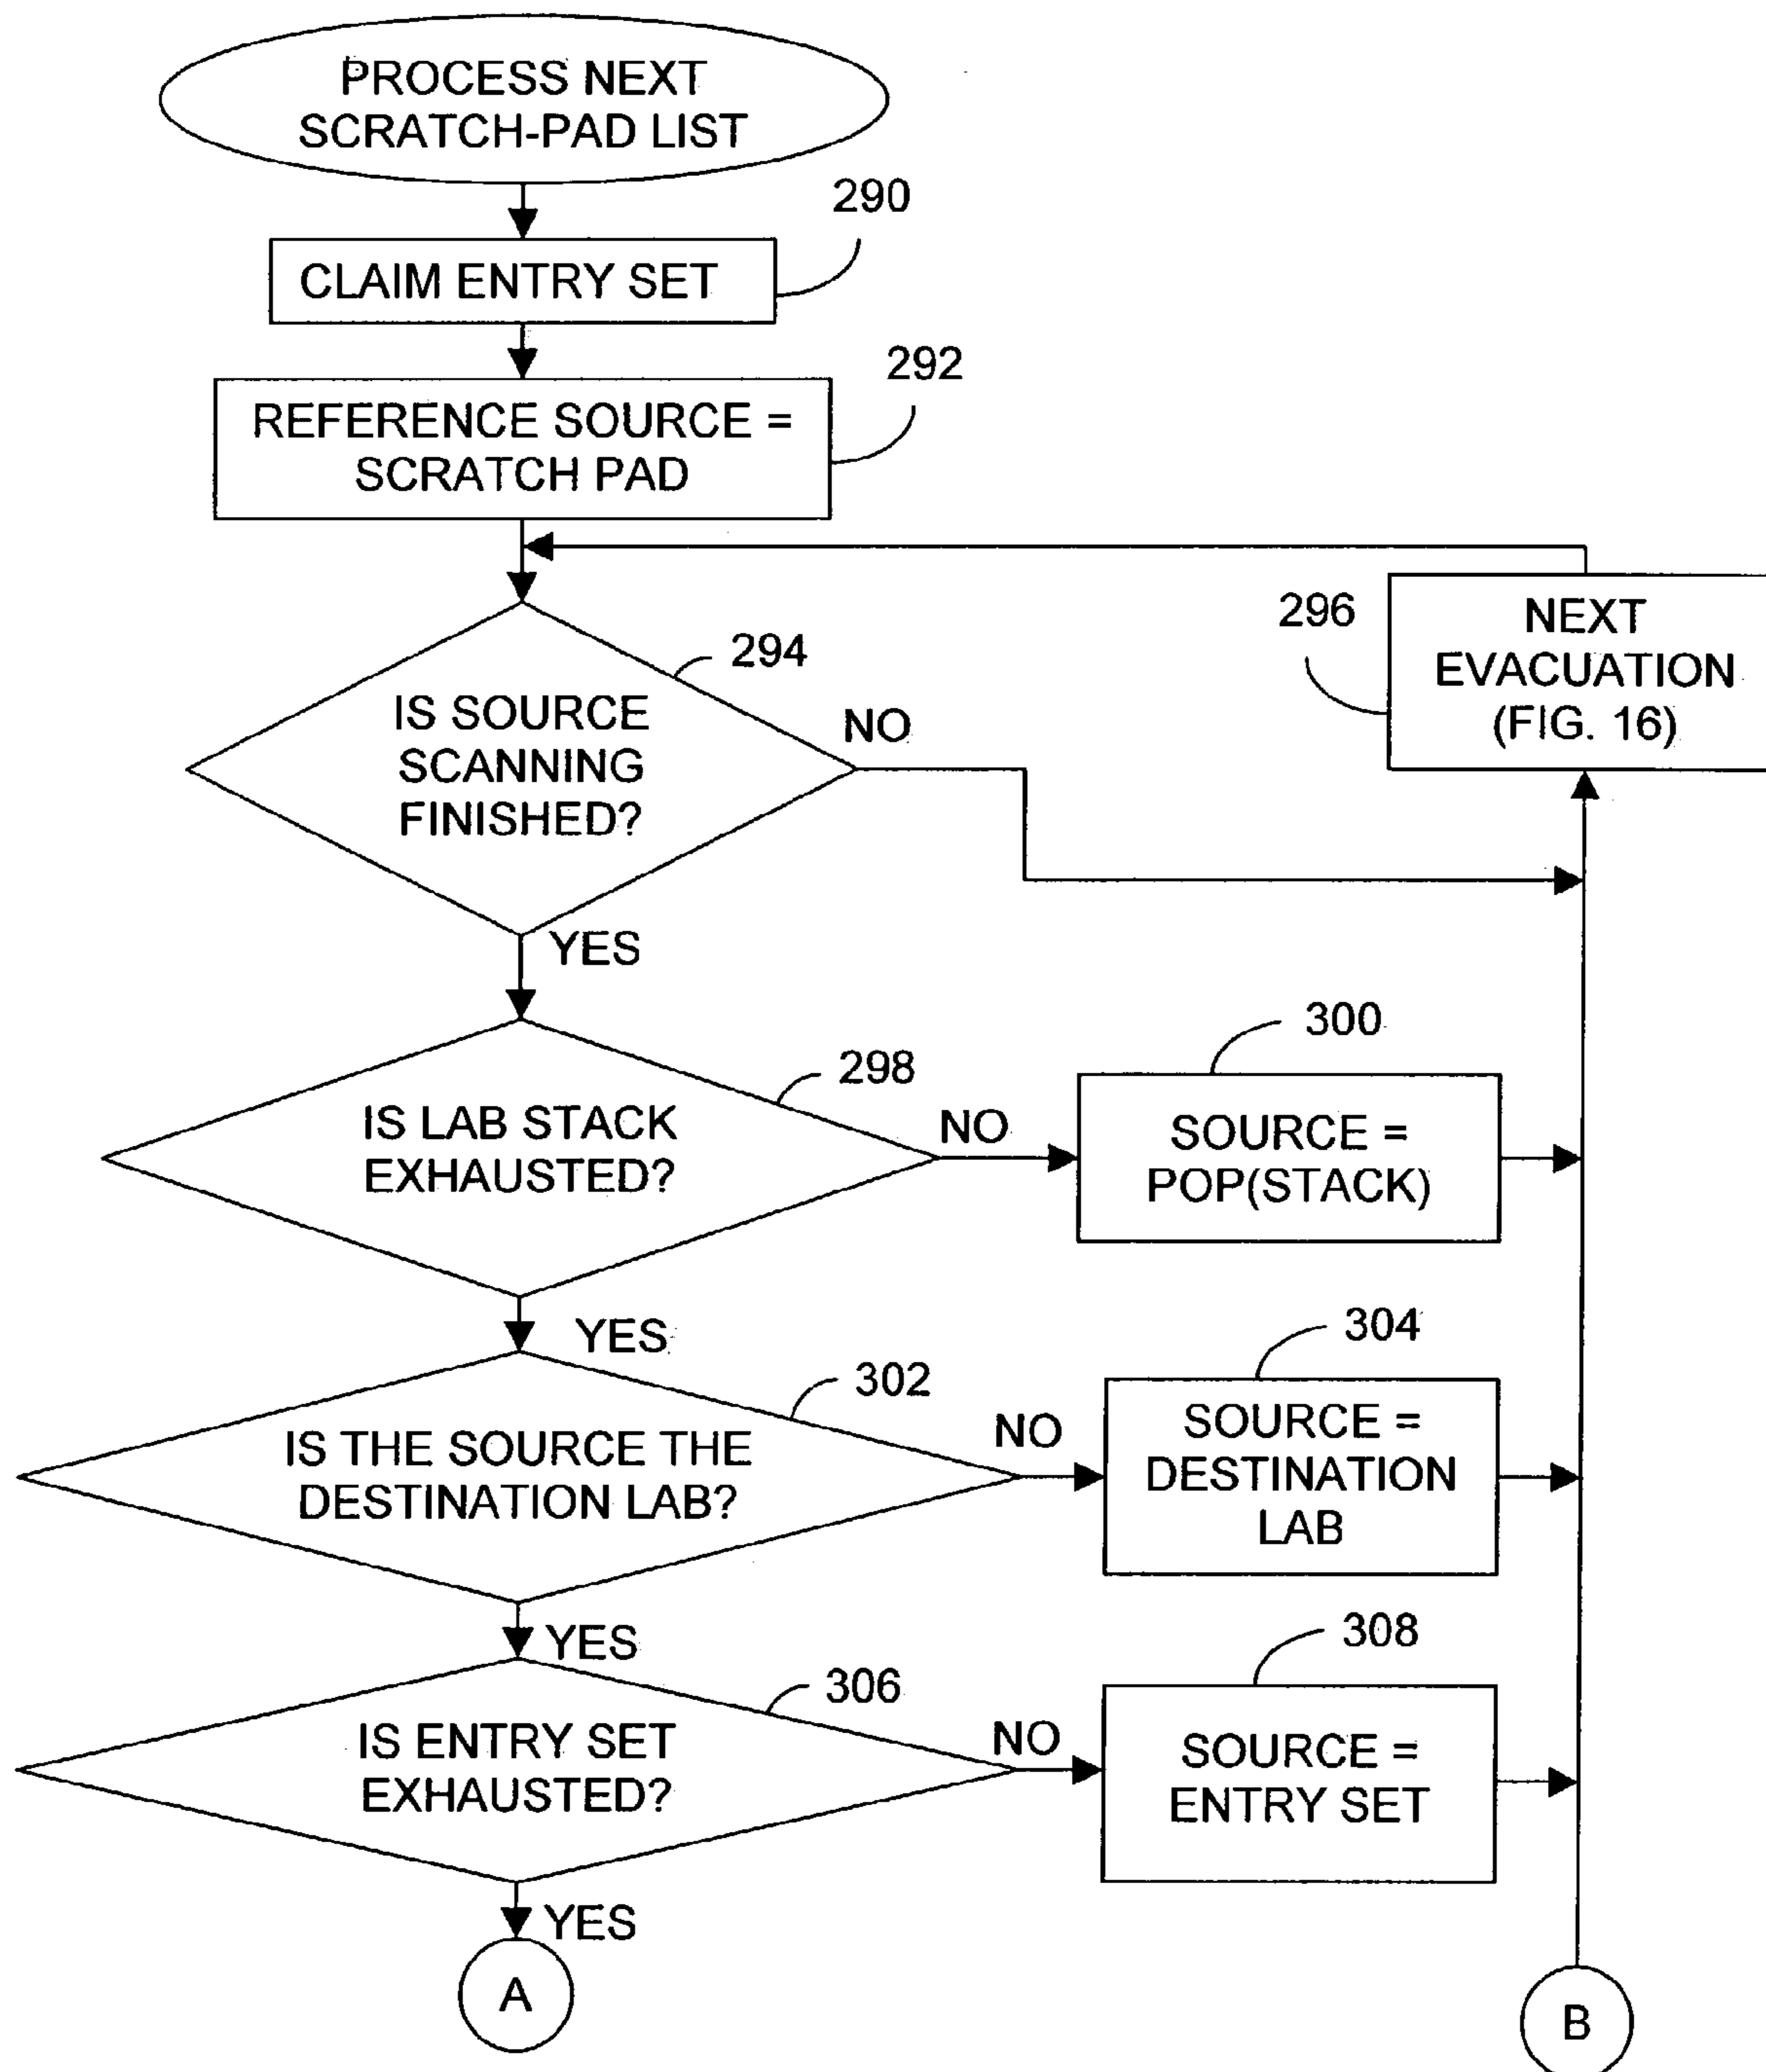 PROCESS NEXT
SCRATCH-PAD LIST
290
CLAIM ENTRY SET
292
REFERENCE SOURCE =
SCRATCH PAD
296
NEXT
EVACUATION
(FIG. 16)
294
IS SOURCE
SCANNING
FINISHED?
NO
YES
300
298
IS LAB STACK
EXHAUSTED?
NO
SOURCE =
POP(STACK)
YES
304
302
IS THE SOURCE THE
DESTINATION LAB?
NO
SOURCE =
DESTINATION
LAB
YES
308
306
IS ENTRY SET
EXHAUSTED?
NO
SOURCE =
ENTRY SET
YES
A
B